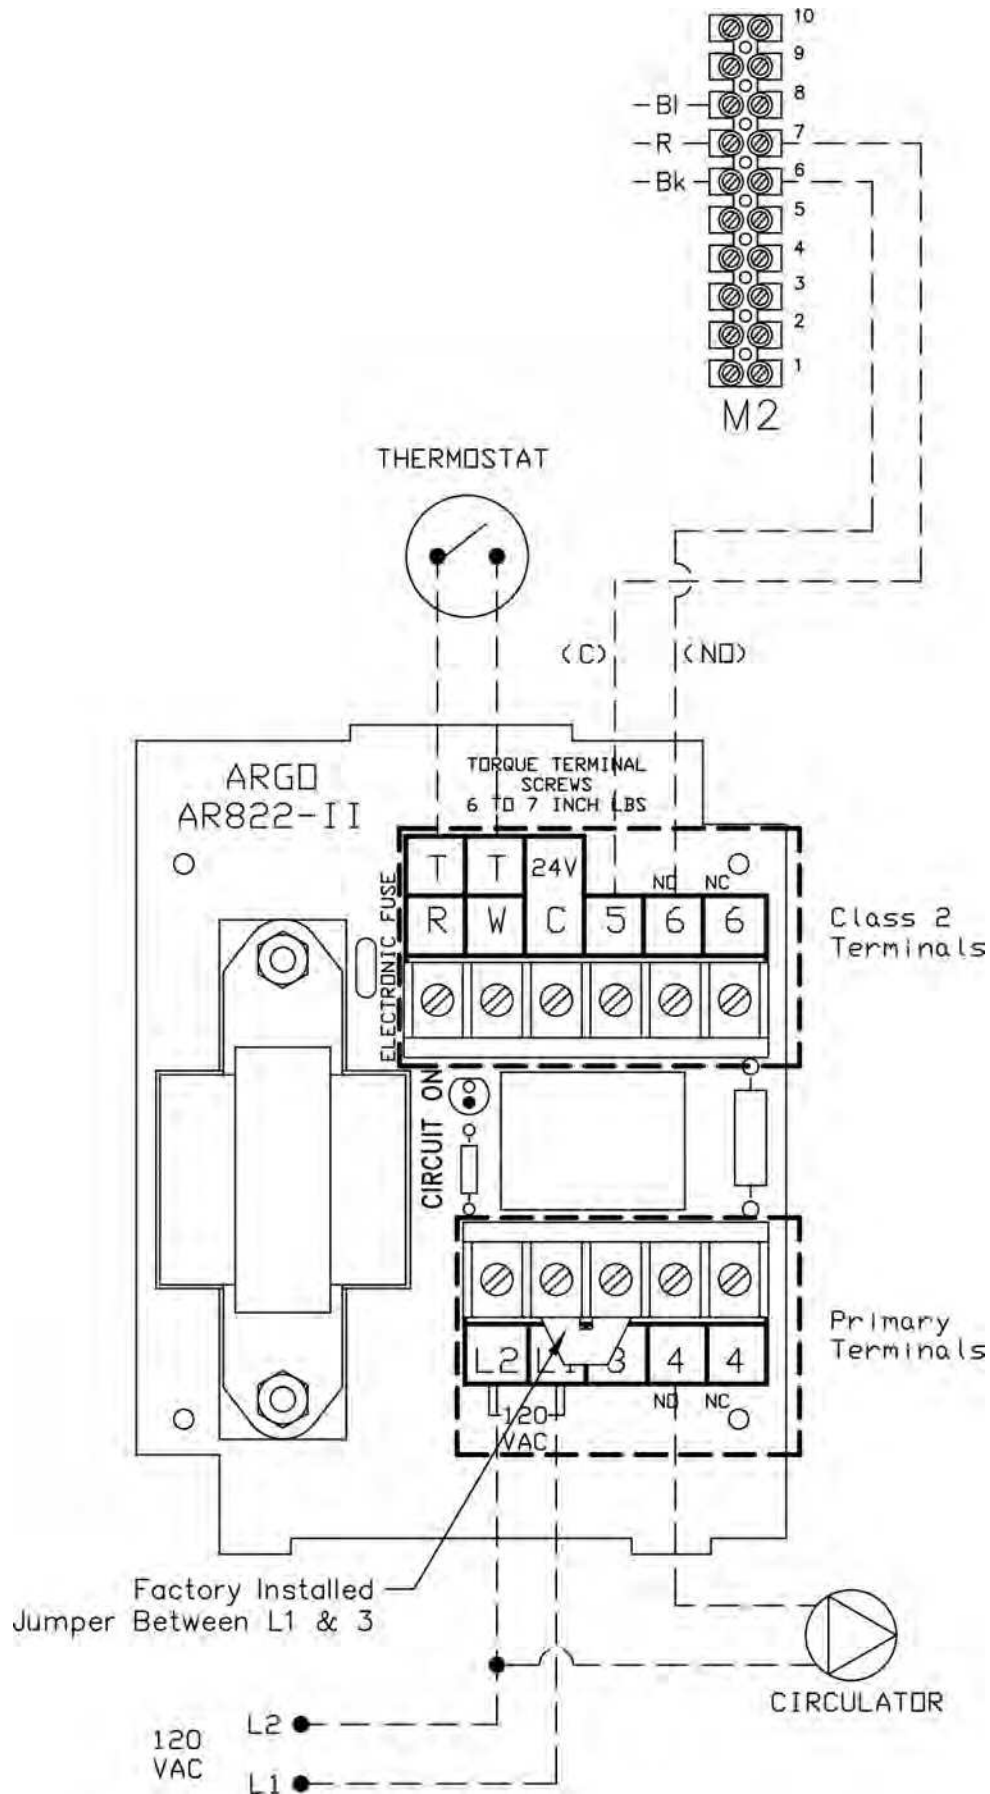 10
9
-Bl- 8
-R- 7
-Bk- 6
5
4
3
2
1
M2
THERMOSTAT
(C) (NO)
ARGO
AR822-II
TORQUE TERMINAL
SCREWS
6 TO 7 INCH LBS
ELECTRONIC FUSE
T T 24V
NO NC
R W C 5 6 6
Class 2
Terminals
CIRCUIT ON
Primary
Terminals
L2 L1 3 4 4
NO NC
120
VAC
Factory Installed
Jumper Between L1 & 3
CIRCULATOR
120
VAC
L2
L1